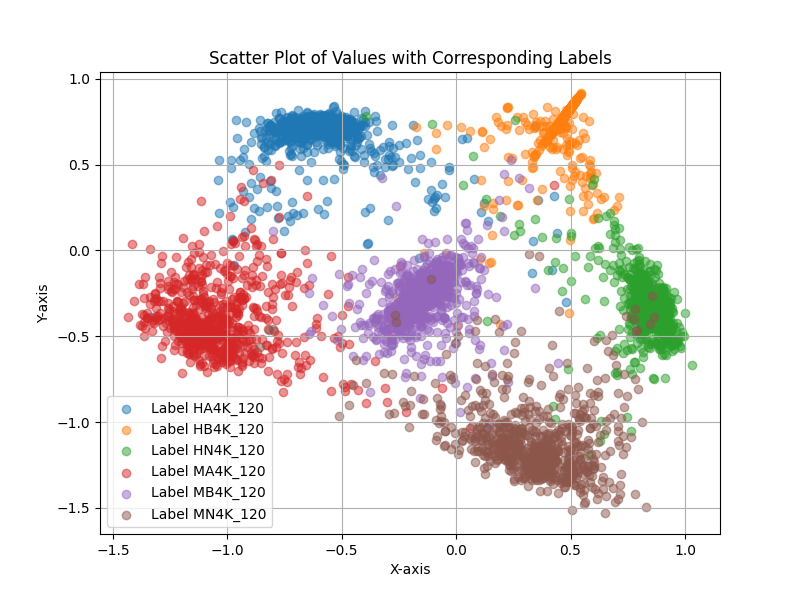 Scatter Plot of Values with Corresponding Labels
1.0
0.5
0.0
−0.5
−1.0
−1.5
Y-axis
Label HA4K_120
Label HB4K_120
Label HN4K_120
Label MA4K_120
Label MB4K_120
Label MN4K_120
−1.5 −1.0 −0.5 0.0 0.5 1.0
X-axis